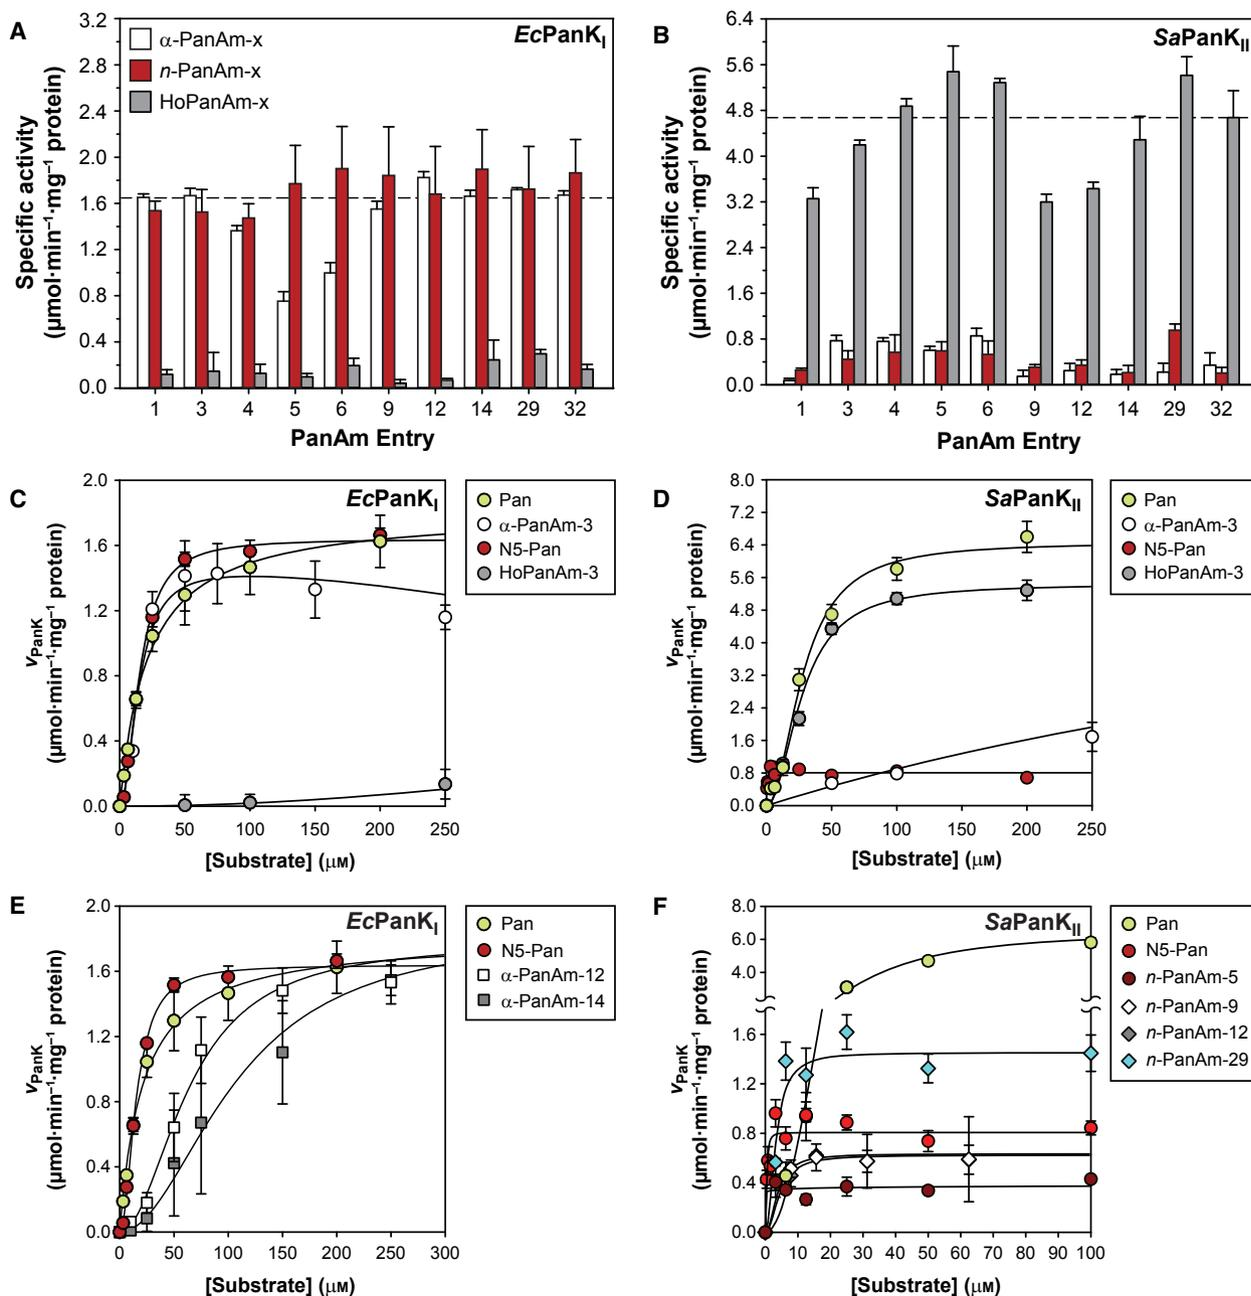 A
EcPanKI
α-PanAm-x
n-PanAm-x
HoPanAm-x
Specific activity
(μmol·min−1·mg−1 protein)
3.2
2.8
2.4
2.0
1.6
1.2
0.8
0.4
0.0
1 3 4 5 6 9 12 14 29 32
PanAm Entry
B
SaPanKII
Specific activity
(μmol·min−1·mg−1 protein)
6.4
5.6
4.8
4.0
3.2
2.4
1.6
0.8
0.0
1 3 4 5 6 9 12 14 29 32
PanAm Entry
C
EcPanKI
Pan
α-PanAm-3
N5-Pan
HoPanAm-3
vPanK
(μmol·min−1·mg−1 protein)
2.0
1.6
1.2
0.8
0.4
0.0
0 50 100 150 200 250
[Substrate] (μM)
D
SaPanKII
Pan
α-PanAm-3
N5-Pan
HoPanAm-3
vPanK
(μmol·min−1·mg−1 protein)
8.0
7.2
6.4
5.6
4.8
4.0
3.2
2.4
1.6
0.8
0.0
0 50 100 150 200 250
[Substrate] (μM)
E
EcPanKI
Pan
N5-Pan
α-PanAm-12
α-PanAm-14
vPanK
(μmol·min−1·mg−1 protein)
2.0
1.6
1.2
0.8
0.4
0.0
0 50 100 150 200 250 300
[Substrate] (μM)
F
SaPanKII
Pan
N5-Pan
n-PanAm-5
n-PanAm-9
n-PanAm-12
n-PanAm-29
vPanK
(μmol·min−1·mg−1 protein)
8.0
6.0
4.0
1.6
1.2
0.8
0.4
0.0
0 10 20 30 40 50 60 70 80 90 100
[Substrate] (μM)